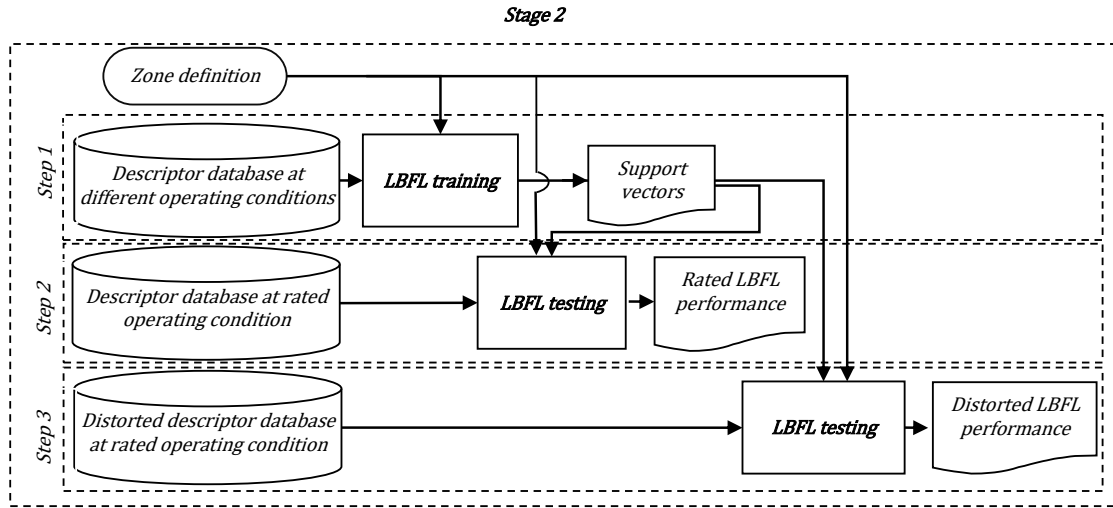 Stage 2
Zone definition
Step 1
Descriptor database at
different operating conditions
LBFL training
Support
vectors
Step 2
Descriptor database at rated
operating condition
LBFL testing
Rated LBFL
performance
Step 3
Distorted descriptor database
at rated operating condition
LBFL testing
Distorted LBFL
performance